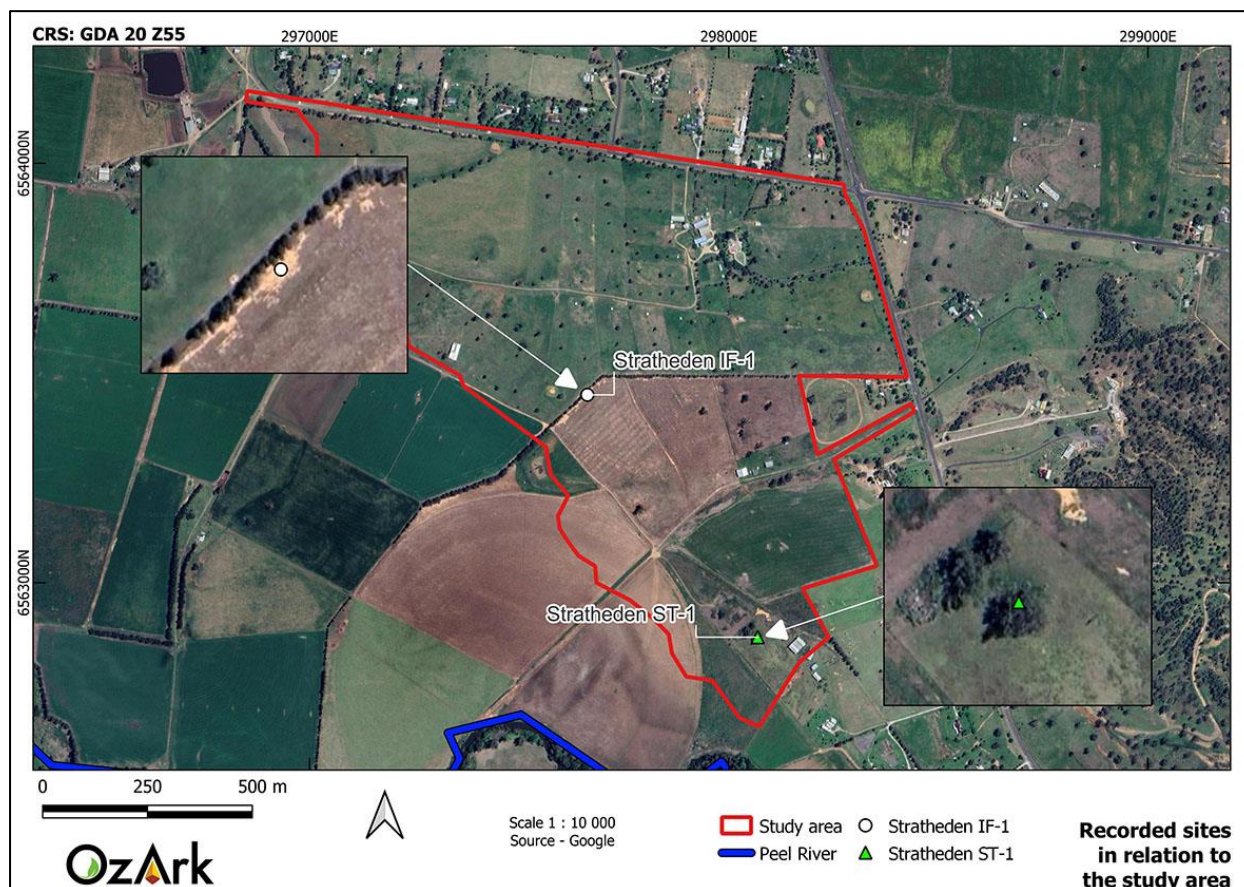 CRS: GDA 20 Z55
297000E
298000E
299000E
6564000N
Stratheden IF-1
6563000N
Stratheden ST-1
0 250 500 m
Scale 1 : 10 000
Source - Google
Study area
Stratheden IF-1
Peel River
Stratheden ST-1
Recorded sites
in relation to
the study area
OzArk